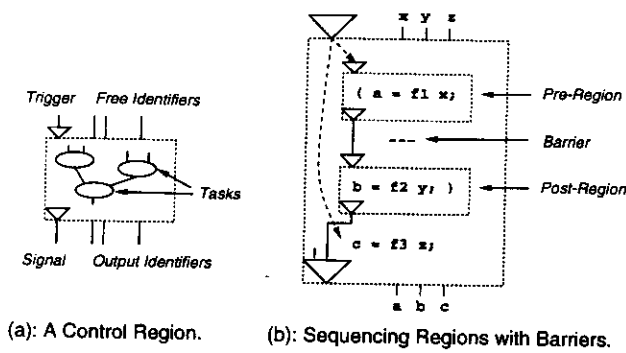 Trigger Free Identifiers
Tasks
Signal Output Identifiers
(a): A Control Region.
x y z
( a = f1 x;
Pre-Region
---
Barrier
b = f2 y; )
Post-Region
c = f3 z;
a b c
(b): Sequencing Regions with Barriers.